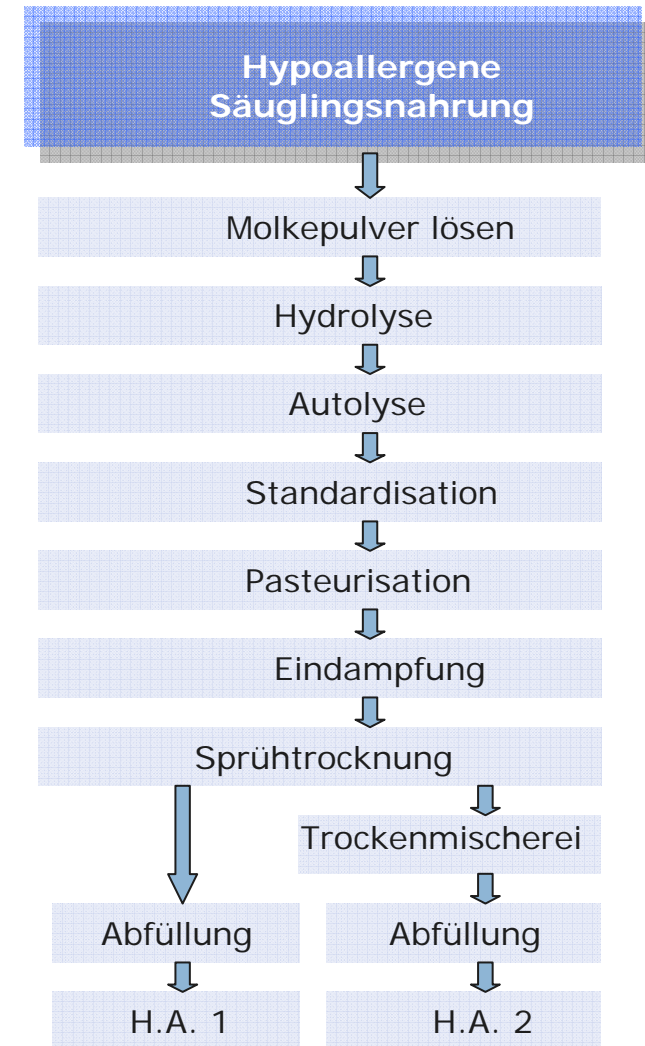 Hypoallergene
Säuglingsnahrung
Molkepulver lösen
Hydrolyse
Autolyse
Standardisation
Pasteurisation
Eindampfung
Sprühtrocknung
Trockenmischerei
Abfüllung
Abfüllung
H.A. 1
H.A. 2